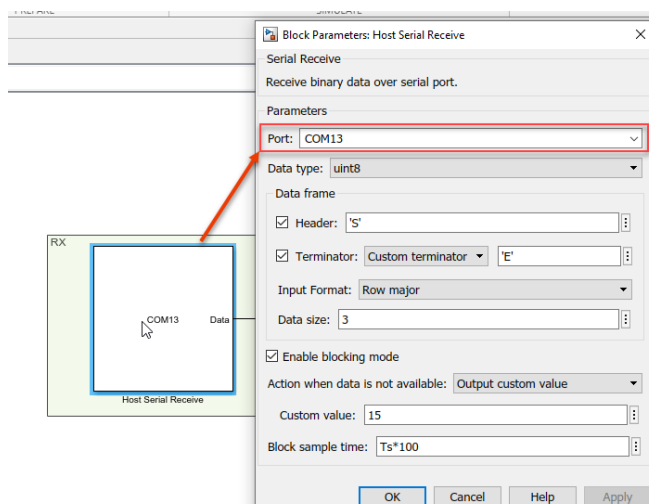 PREPARE SIMULATE
Block Parameters: Host Serial Receive
Serial Receive
Receive binary data over serial port.
Parameters
Port: COM13
Data type: uint8
Data frame
Header: 'S'
Terminator: Custom terminator 'E'
Input Format: Row major
Data size: 3
Enable blocking mode
Action when data is not available: Output custom value
Custom value: 15
Block sample time: Ts*100
OK Cancel Help Apply
RX
COM13 Data
Host Serial Receive